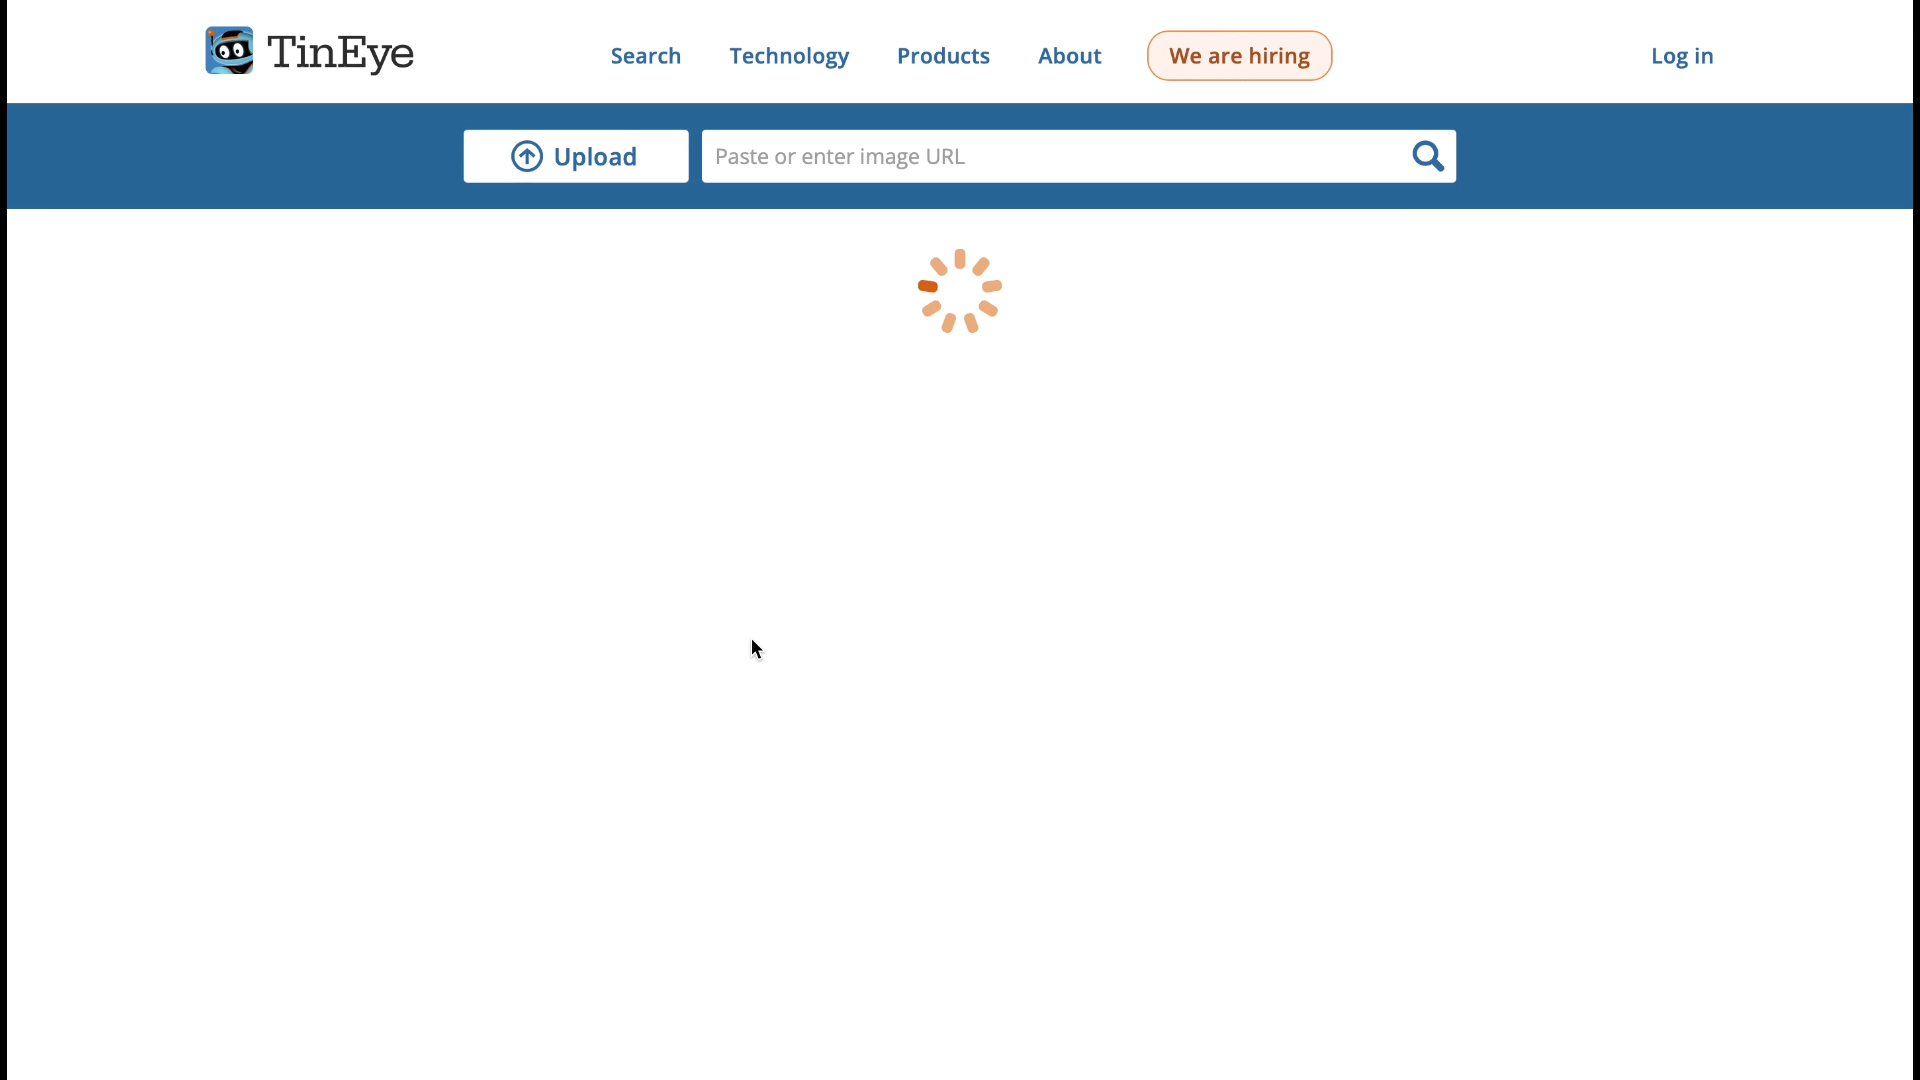 TinEye
Search Technology Products About We are hiring Log in
Upload Paste or enter image URL